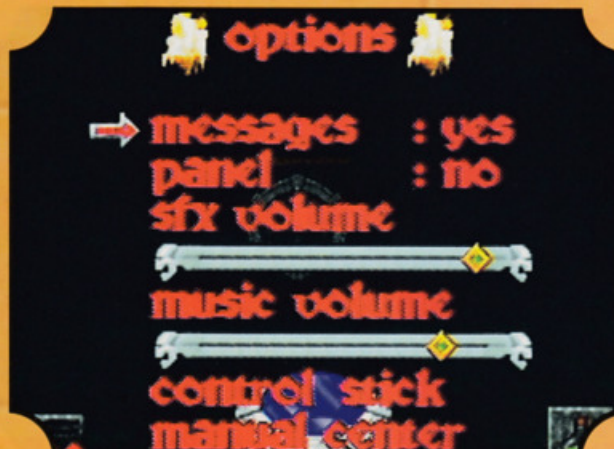 options
messages : yes
panel : no
sfx volume
music volume
control stick
manual center